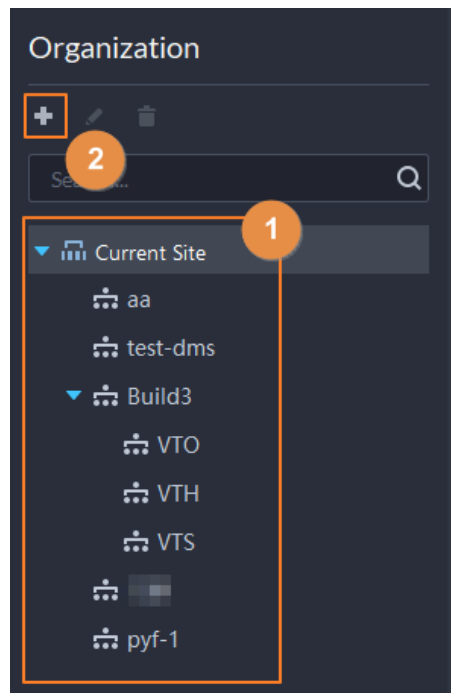 Organization
2
1
Current Site
aa
test-dms
Build3
VTO
VTH
VTS
pyf-1